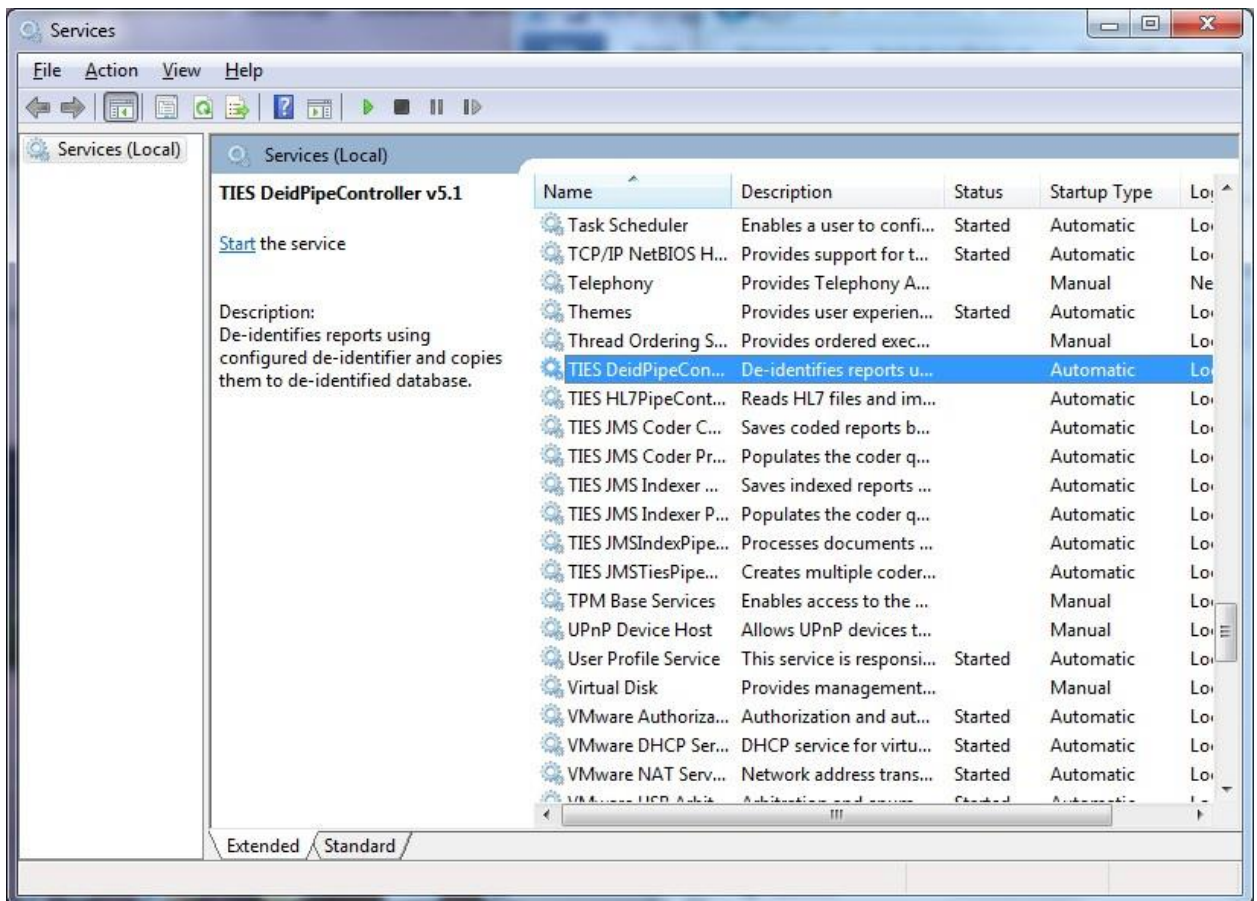 Services
File Action View Help
Services (Local)
Services (Local)
TIES DeidPipeController v5.1
Start the service
Description:
De-identifies reports using
configured de-identifier and copies
them to de-identified database.
Name Description Status Startup Type
Task Scheduler Enables a user to confi... Started Automatic
TCP/IP NetBIOS H... Provides support for t... Started Automatic
Telephony Provides Telephony A... Manual Ne
Themes Provides user experien... Started Automatic
Thread Ordering S... Provides ordered exec... Manual
TIES DeidPipeCon... De-identifies reports u... Automatic
TIES HL7PipeCont... Reads HL7 files and im... Automatic
TIES JMS Coder C... Saves coded reports b... Automatic
TIES JMS Coder Pr... Populates the coder q... Automatic
TIES JMS Indexer ... Saves indexed reports ... Automatic
TIES JMS Indexer P... Populates the coder q... Automatic
TIES JMSIndexPipe... Processes documents ... Automatic
TIES JMSTiesPipe... Creates multiple coder... Automatic
TPM Base Services Enables access to the ... Manual
UPnP Device Host Allows UPnP devices t... Manual
User Profile Service This service is responsi... Started Automatic
Virtual Disk Provides management... Manual
VMware Authoriza... Authorization and aut... Started Automatic
VMware DHCP Ser... DHCP service for virtu... Started Automatic
VMware NAT Serv... Network address trans... Started Automatic
Extended Standard